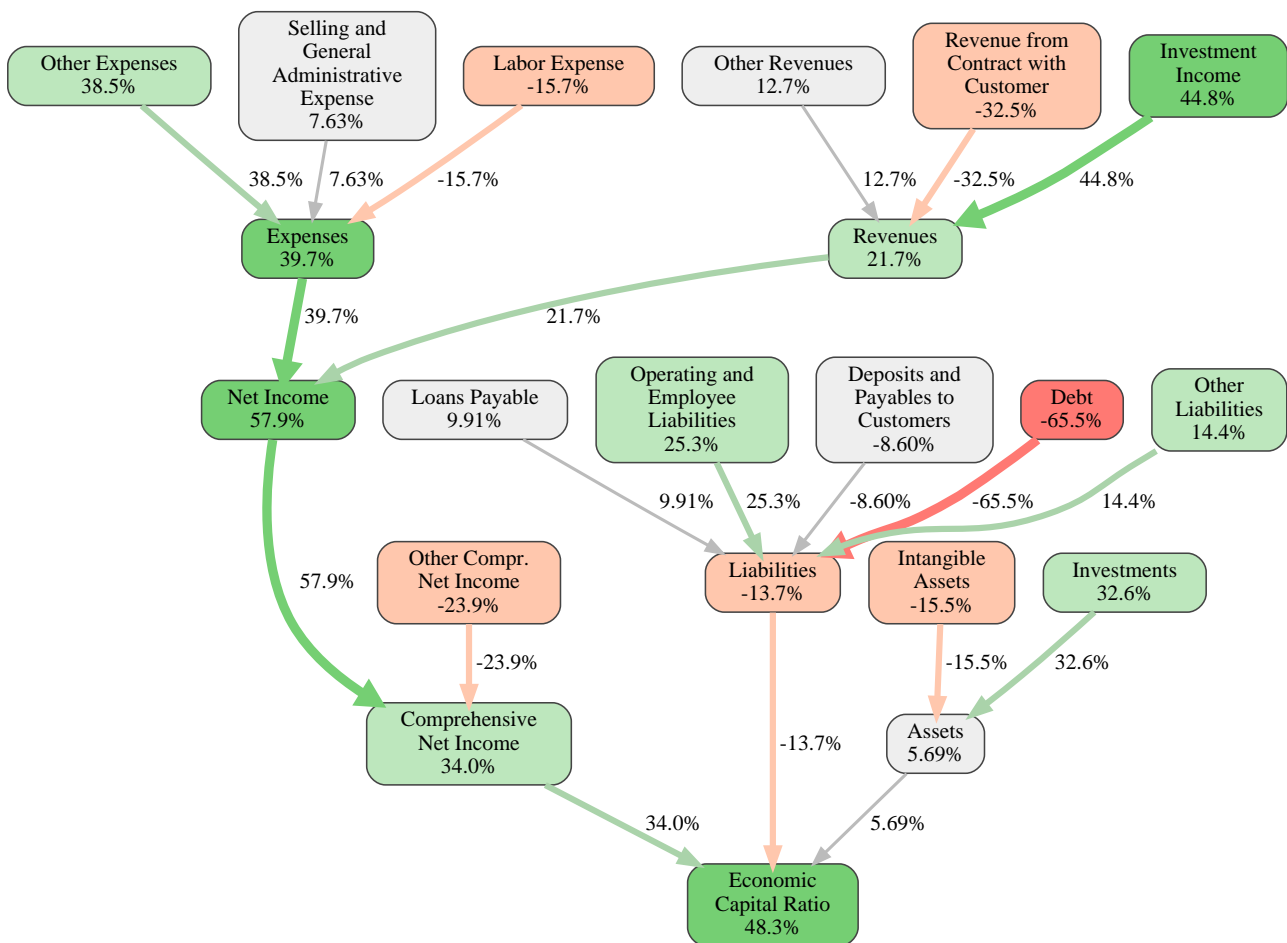 Other Expenses
38.5%
Selling and
General
Administrative
Expense
7.63%
Labor Expense
-15.7%
Other Revenues
12.7%
Revenue from
Contract with
Customer
-32.5%
Investment
Income
44.8%
38.5%
7.63%
-15.7%
12.7%
-32.5%
44.8%
Expenses
39.7%
Revenues
21.7%
39.7%
21.7%
Net Income
57.9%
Loans Payable
9.91%
Operating and
Employee
Liabilities
25.3%
Deposits and
Payables to
Customers
-8.60%
Debt
-65.5%
Other
Liabilities
14.4%
9.91%
25.3%
-8.60%
-65.5%
14.4%
57.9%
Other Compr.
Net Income
-23.9%
Liabilities
-13.7%
Intangible
Assets
-15.5%
Investments
32.6%
-23.9%
-15.5%
32.6%
Comprehensive
Net Income
34.0%
-13.7%
Assets
5.69%
34.0%
5.69%
Economic
Capital Ratio
48.3%